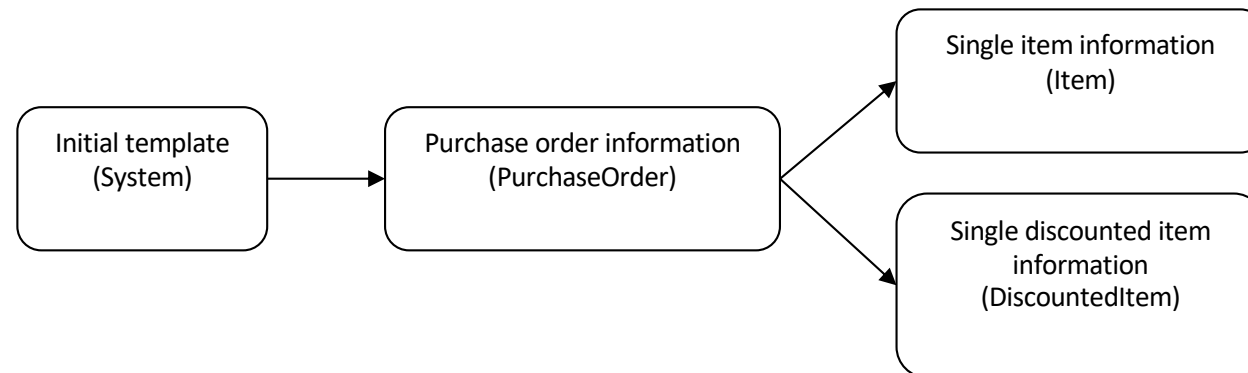 Initial template
(System)
Purchase order information
(PurchaseOrder)
Single item information
(Item)
Single discounted item
information
(DiscountedItem)